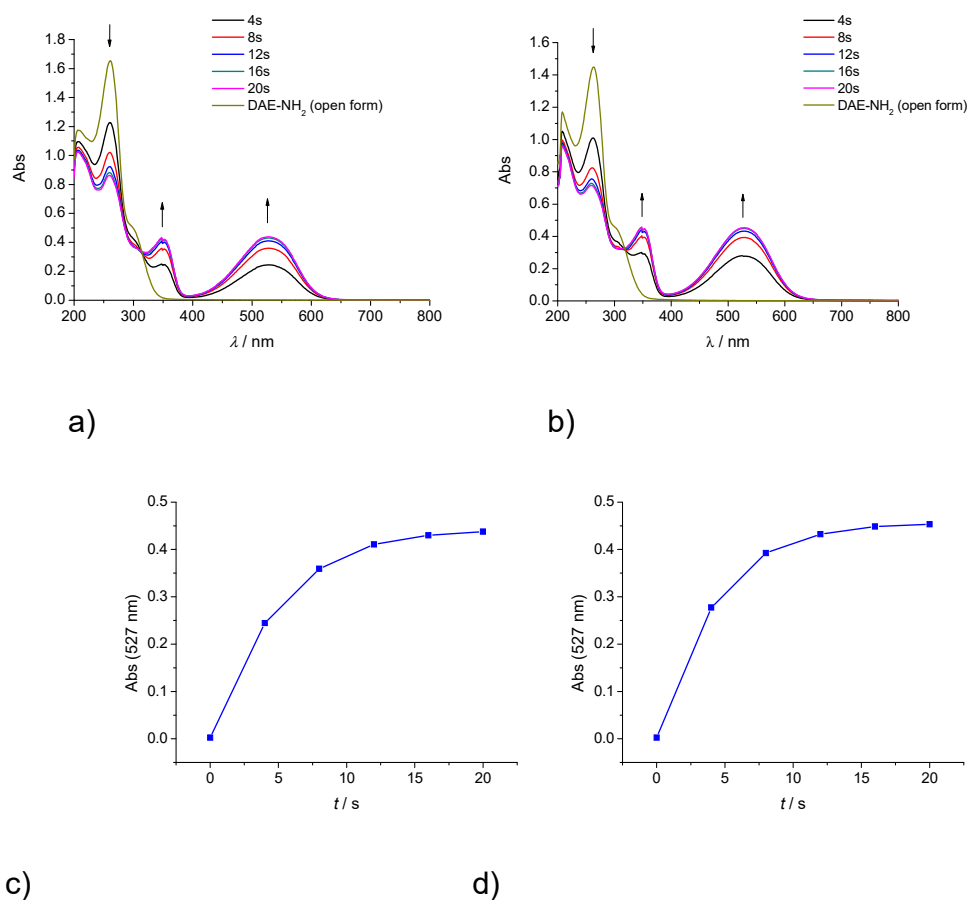 4s
8s
12s
16s
20s
DAE-NH2 (open form)
1.8
1.6
1.4
1.2
1.0
0.8
0.6
0.4
0.2
0.0
Abs
200 300 400 500 600 700 800
λ / nm
4s
8s
12s
16s
20s
DAE-NH2 (open form)
1.6
1.4
1.2
1.0
0.8
0.6
0.4
0.2
0.0
Abs
200 300 400 500 600 700 800
λ / nm
a)
b)
0.5
0.4
0.3
0.2
0.1
0.0
Abs (527 nm)
0 5 10 15 20
t / s
0.5
0.4
0.3
0.2
0.1
0.0
Abs (527 nm)
0 5 10 15 20
t / s
c)
d)